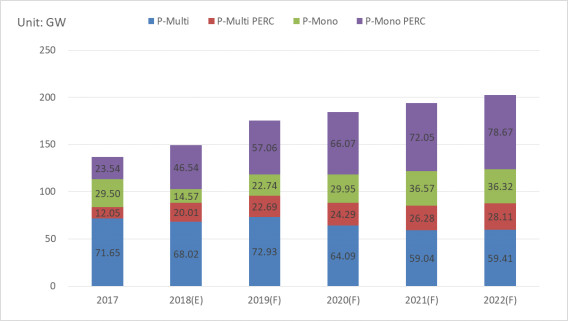 Unit: GW
P-Multi P-Multi PERC P-Mono P-Mono PERC
250
200
150
100
50
0
23.54 46.54 57.06 66.07 72.05 78.67
29.50 14.57 22.74 29.95 36.57 36.32
12.05 20.01 22.69 24.29 26.28 28.11
71.65 68.02 72.93 64.09 59.04 59.41
2017 2018(E) 2019(F) 2020(F) 2021(F) 2022(F)